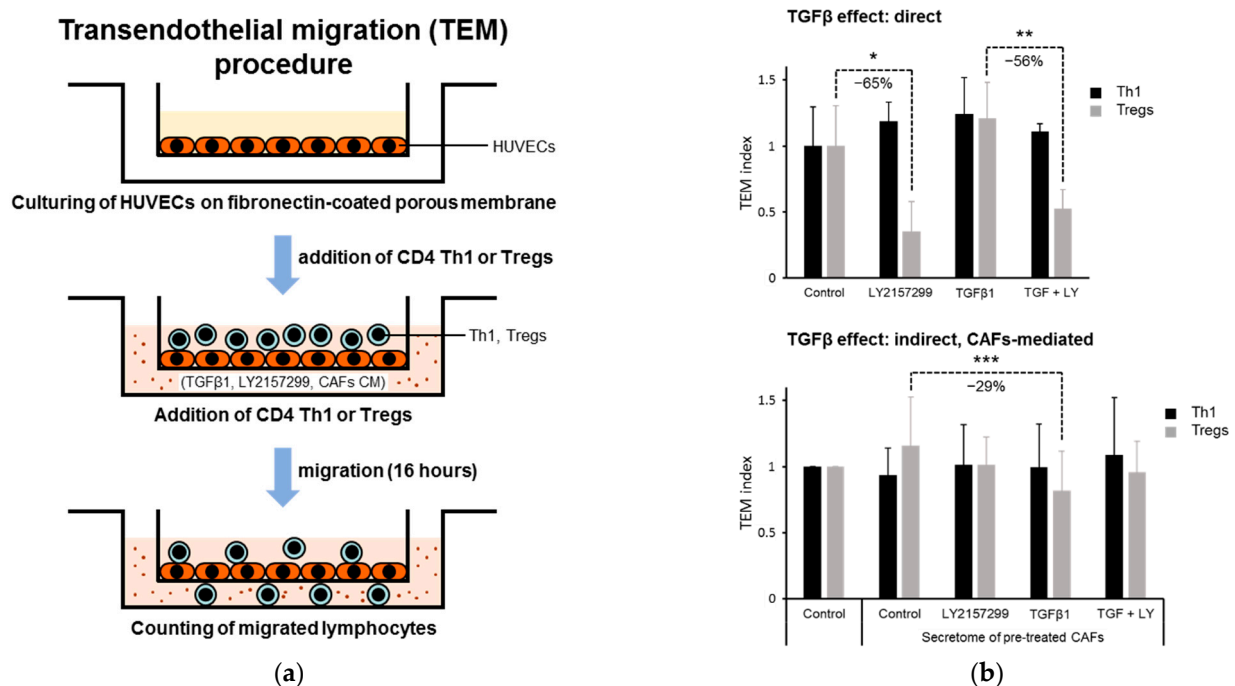 Transendothelial migration (TEM)
procedure
HUVECs
Culturing of HUVECs on fibronectin-coated porous membrane
addition of CD4 Th1 or Tregs
Th1, Tregs
(TGFβ1, LY2157299, CAFs CM)
Addition of CD4 Th1 or Tregs
migration (16 hours)
Counting of migrated lymphocytes
(a)
TGFβ effect: direct
*
−65%
**
−56%
Th1
Tregs
TEM index
1.5
1
0.5
0
Control
LY2157299
TGFβ1
TGF + LY
TGFβ effect: indirect, CAFs-mediated
***
−29%
Th1
Tregs
TEM index
1.5
1
0.5
0
Control
Control
LY2157299
TGFβ1
TGF + LY
Secretome of pre-treated CAFs
(b)